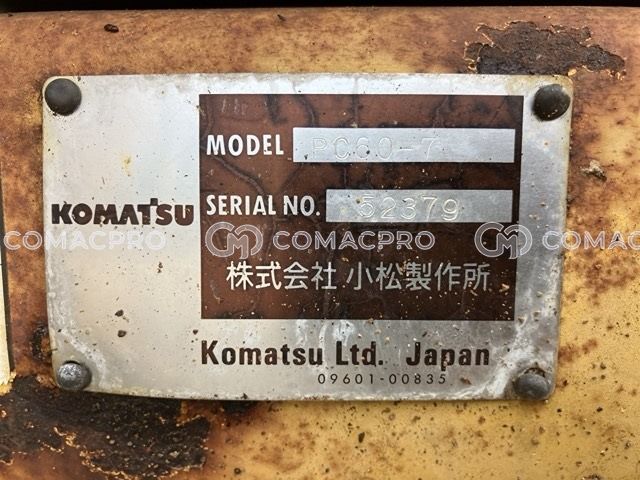 MODEL PC60-7
KOMATSU SERIAL NO. 52379
COMACPRO COMACPRO COMACPRO
株式会社 小松製作所
Komatsu Ltd. Japan
09601-00835